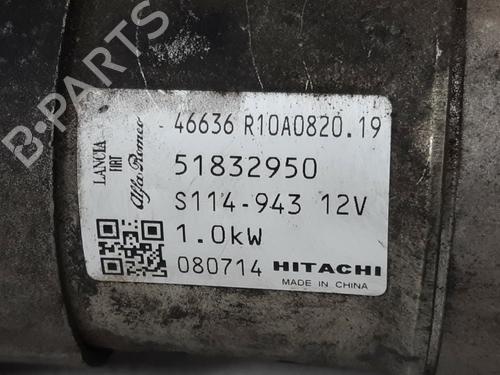 B-Parts
46636 R10A0820.19
LANCIA
FIAT
Alfa Romeo
51832950
S114-943 12V
1.0kW
080714 HITACHI
MADE IN CHINA